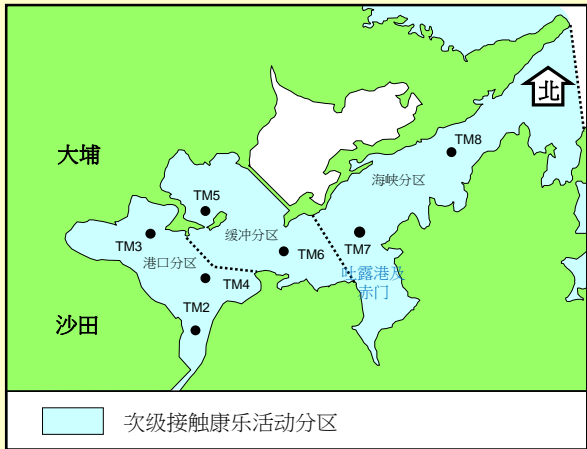 北
大埔
TM8
海峡分区
TM5
缓冲分区
TM3
TM6
TM7
港口分区
吐露港及
赤门
TM4
TM2
沙田
次级接触康乐活动分区